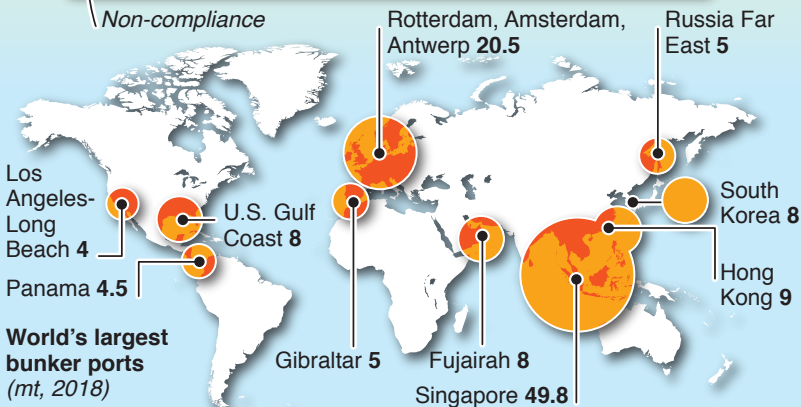 Non-compliance
Rotterdam, Amsterdam,
Antwerp 20.5
Russia Far
East 5
Los
Angeles-
Long
Beach 4
U.S. Gulf
Coast 8
South
Korea 8
Panama 4.5
Hong
Kong 9
World's largest
bunker ports
(mt, 2018)
Gibraltar 5
Fujairah 8
Singapore 49.8